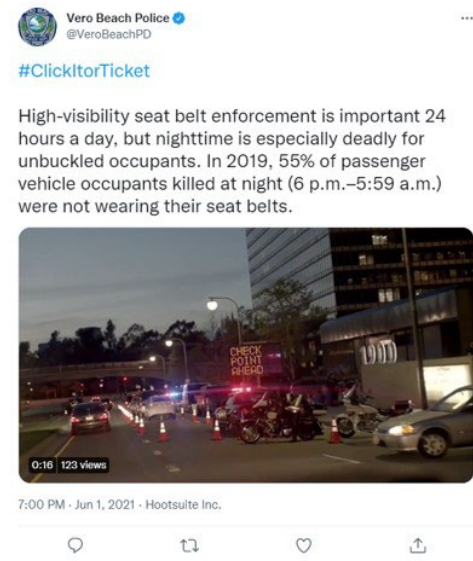 Vero Beach Police
@VeroBeachPD
#ClickItorTicket
High-visibility seat belt enforcement is important 24
hours a day, but nighttime is especially deadly for
unbuckled occupants. In 2019, 55% of passenger
vehicle occupants killed at night (6 p.m.–5:59 a.m.)
were not wearing their seat belts.
CHECK
POINT
AHEAD
0:16 123 views
7:00 PM · Jun 1, 2021 · Hootsuite Inc.